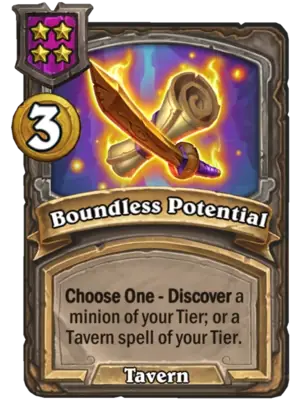 3
Boundless Potential
Choose One - Discover a
minion of your Tier; or a
Tavern spell of your Tier.
Tavern